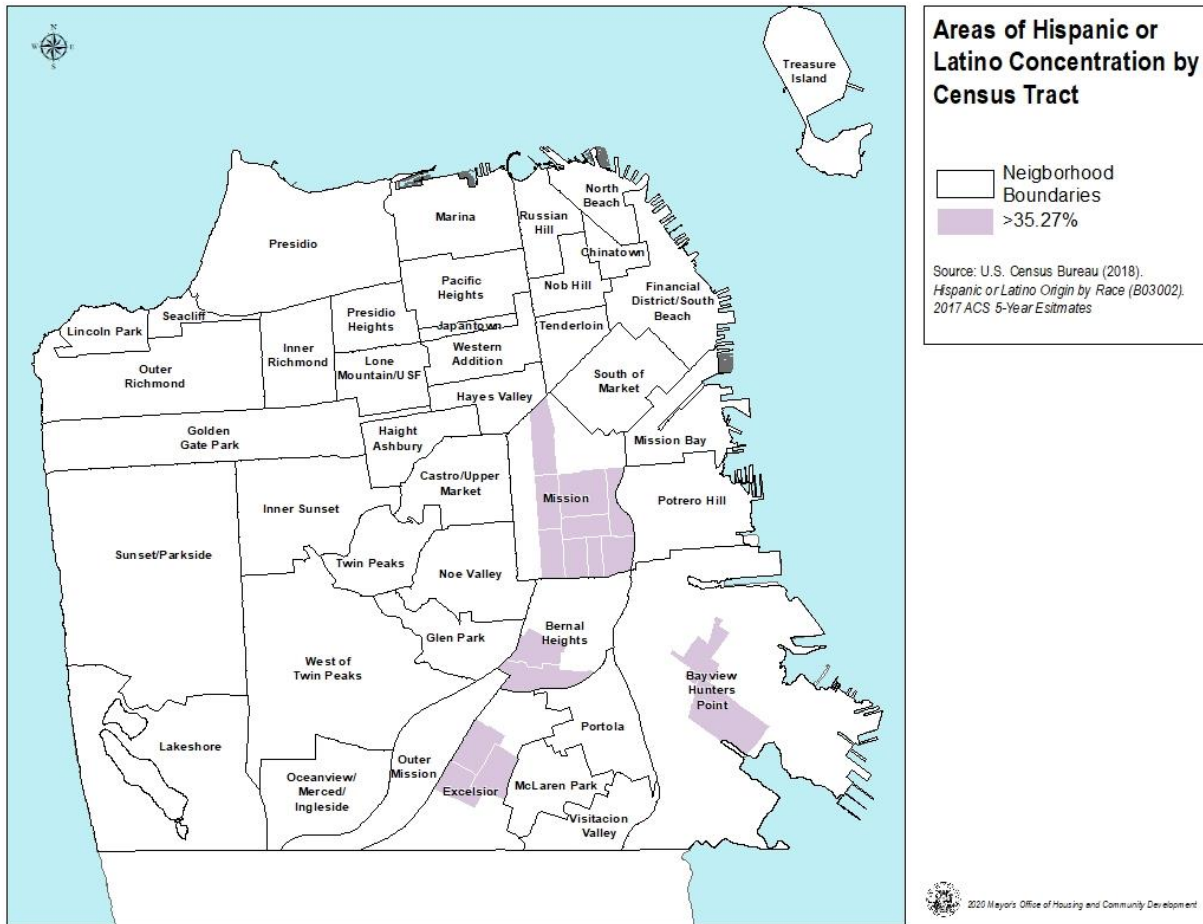 N
W
E
S
Treasure
Island
North
Beach
Russian
Hill
Marina
Presidio
Chinatown
Pacific
Heights
Nob Hill
Financial
District/South
Beach
Seacliff
Lincoln Park
Presidio
Heights
Japantown
Tenderloin
Inner
Richmond
Lone
Mountain/USF
Western
Addition
Outer
Richmond
South of
Market
Hayes Valley
Golden
Gate Park
Haight
Ashbury
Mission Bay
Castro/Upper
Market
Mission
Potrero Hill
Inner Sunset
Sunset/Parkside
Twin Peaks
Noe Valley
Bernal
Heights
Glen Park
West of
Twin Peaks
Bayview
Hunters
Point
Portola
Lakeshore
Outer
Mission
Oceanview/
Merced/
Ingleside
Excelsior
McLaren Park
Visitacion
Valley
Areas of Hispanic or
Latino Concentration by
Census Tract
Neigborhood
Boundaries
>35.27%
Source: U.S. Census Bureau (2018).
Hispanic or Latino Origin by Race (B03002).
2017 ACS 5-Year Esitmates
2020 Mayor's Office of Housing and Community Development